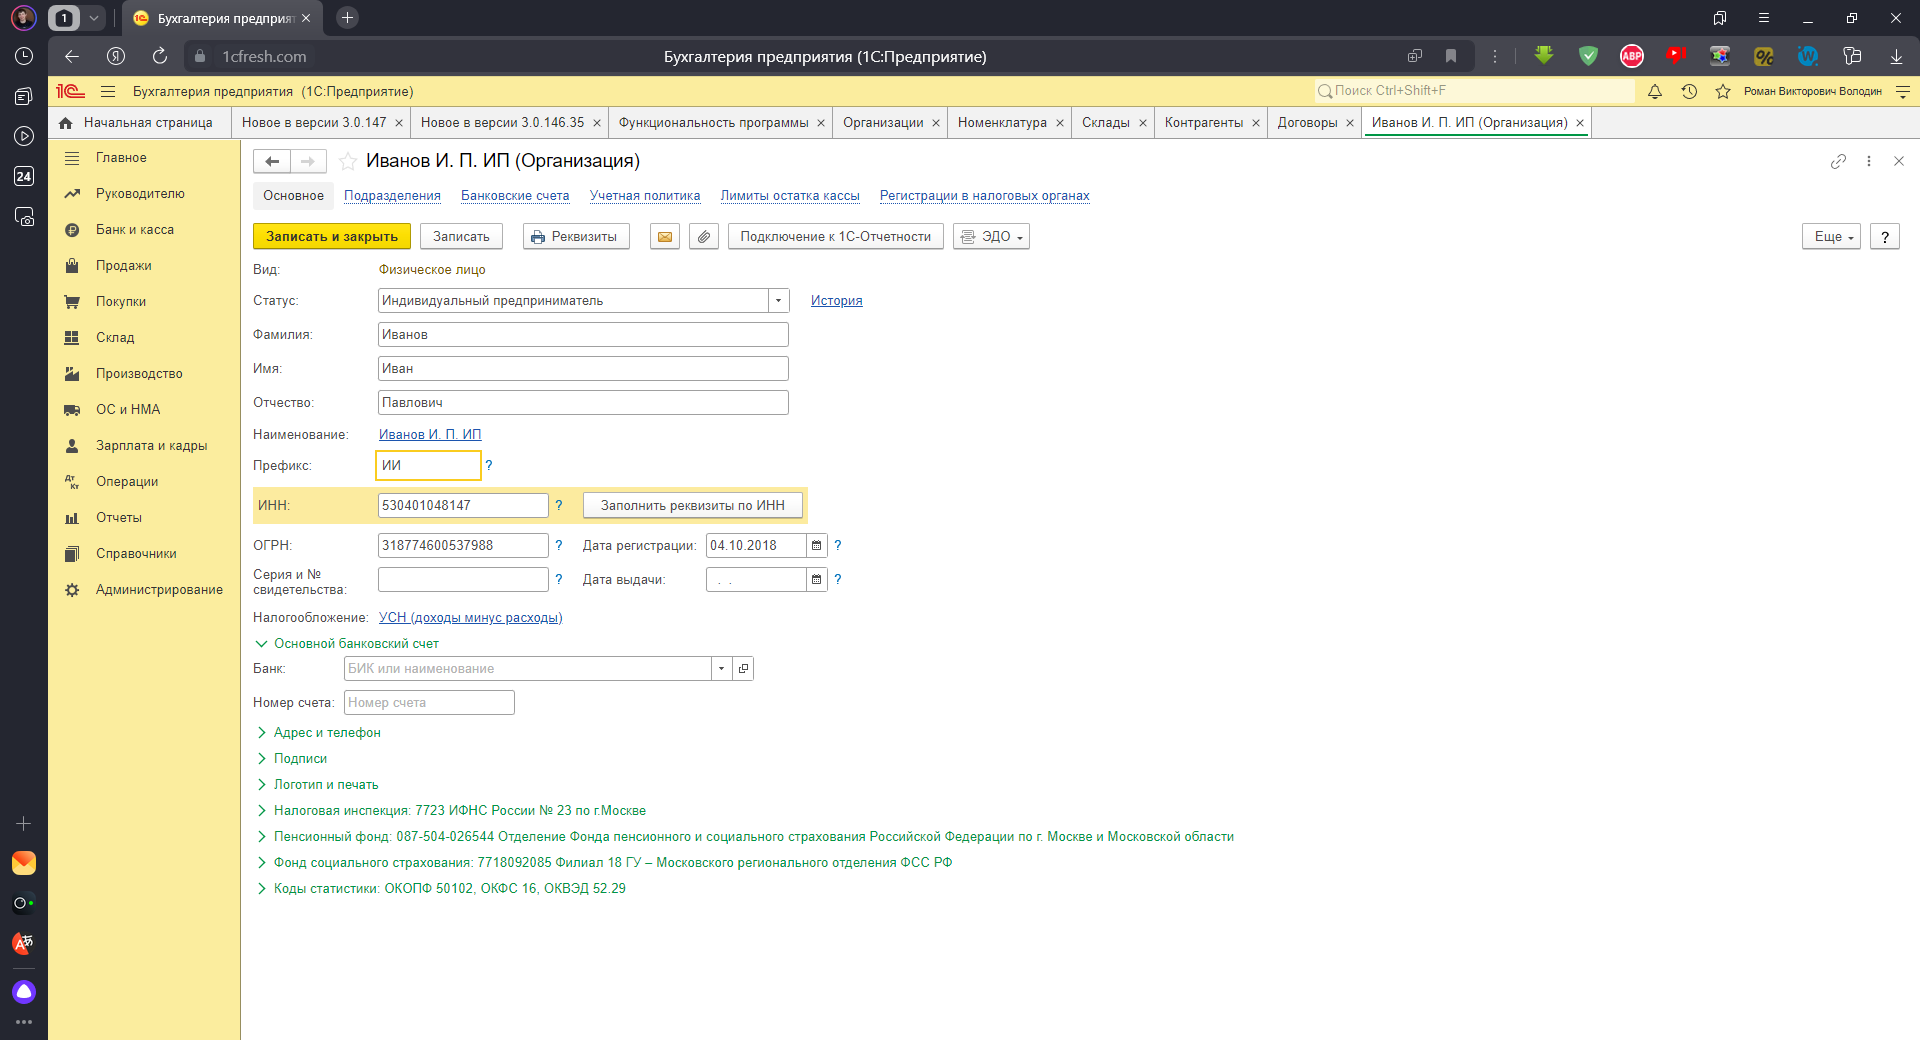 1 Бухгалтерия предприят
1cfresh.com Бухгалтерия предприятия (1С:Предприятие) ABP
24
1С Бухгалтерия предприятия (1С:Предприятие) Поиск Ctrl+Shift+F Роман Викторович Володин
Начальная страница Новое в версии 3.0.147 Новое в версии 3.0.146.35 Функциональность программы Организации Номенклатура Склады Контрагенты Договоры Иванов И. П. ИП (Организация)
Главное
Руководителю
Банк и касса
Продажи
Покупки
Склад
Производство
ОС и НМА
Зарплата и кадры
Операции
Отчеты
Справочники
Администрирование
Иванов И. П. ИП (Организация)
Основное Подразделения Банковские счета Учетная политика Лимиты остатка кассы Регистрации в налоговых органах
Записать и закрыть Записать Реквизиты Подключение к 1С-Отчетности ЭДО Еще ?
Вид: Физическое лицо
Статус: Индивидуальный предприниматель История
Фамилия: Иванов
Имя: Иван
Отчество: Павлович
Наименование: Иванов И. П. ИП
Префикс: ИИ ?
ИНН: 530401048147 ? Заполнить реквизиты по ИНН
ОГРН: 318774600537988 ? Дата регистрации: 04.10.2018 ?
Серия и №
свидетельства: ? Дата выдачи: . . ?
Налогообложение: УСН (доходы минус расходы)
Основной банковский счет
Банк: БИК или наименование
Номер счета: Номер счета
Адрес и телефон
Подписи
Логотип и печать
Налоговая инспекция: 7723 ИФНС России № 23 по г.Москве
Пенсионный фонд: 087-504-026544 Отделение Фонда пенсионного и социального страхования Российской Федерации по г. Москве и Московской области
Фонд социального страхования: 7718092085 Филиал 18 ГУ – Московского регионального отделения ФСС РФ
Коды статистики: ОКОПФ 50102, ОКФС 16, ОКВЭД 52.29